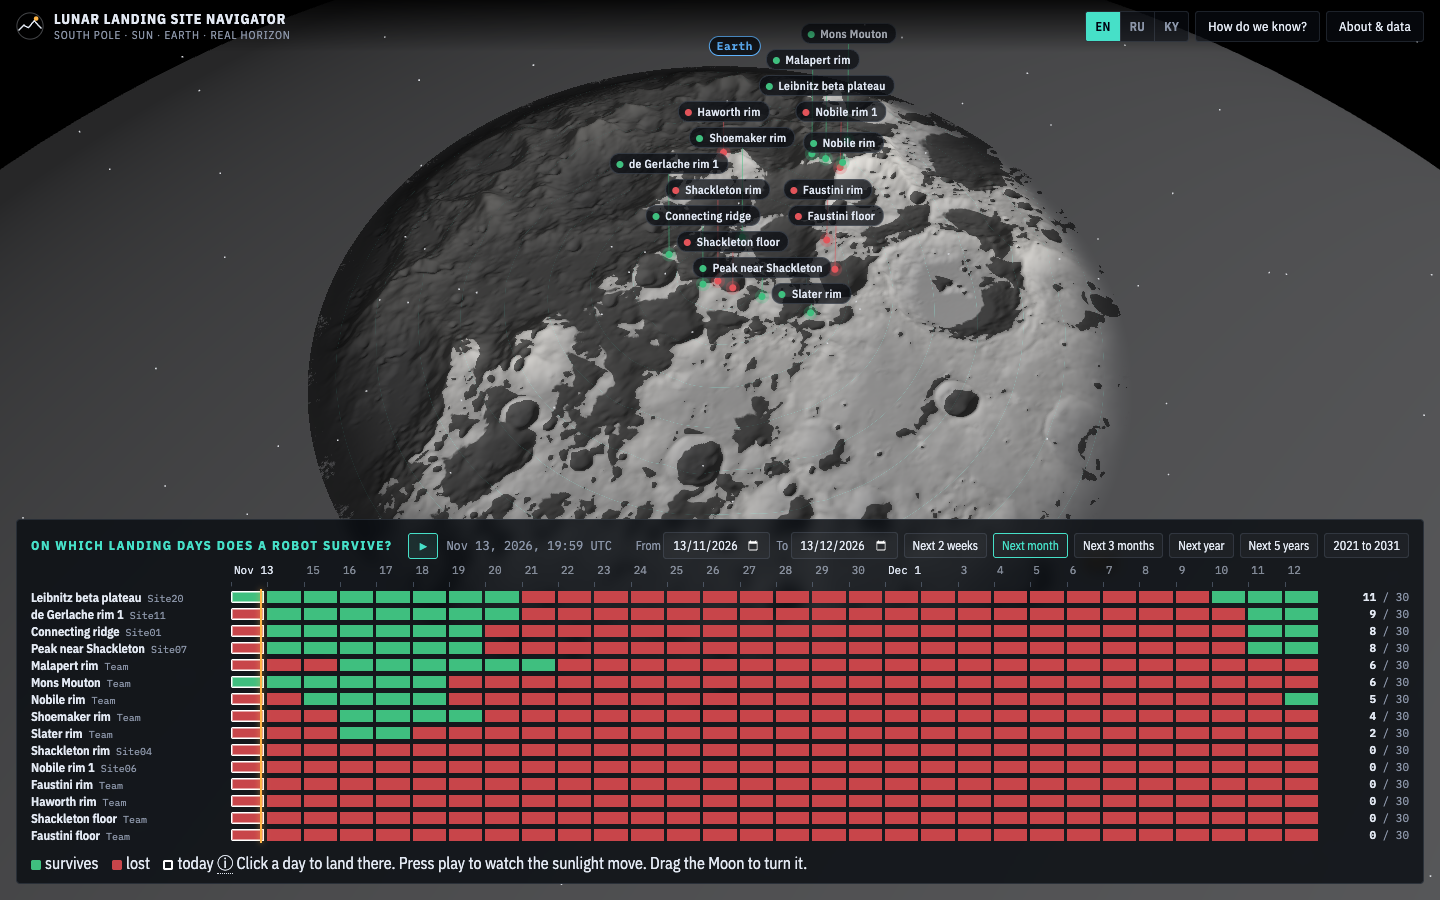 LUNAR LANDING SITE NAVIGATOR
SOUTH POLE · SUN · EARTH · REAL HORIZON
EN RU KY How do we know? About & data
Mons Mouton
Earth
Malapert rim
Leibnitz beta plateau
Haworth rim
Nobile rim 1
Shoemaker rim
Nobile rim
de Gerlache rim 1
Shackleton rim
Faustini rim
Connecting ridge
Faustini floor
Shackleton floor
Peak near Shackleton
Slater rim
ON WHICH LANDING DAYS DOES A ROBOT SURVIVE? Nov 13, 2026, 19:59 UTC From 13/11/2026 To 13/12/2026 Next 2 weeks Next month Next 3 months Next year Next 5 years 2021 to 2031
Nov 13 15 16 17 18 19 20 21 22 23 24 25 26 27 28 29 30 Dec 1 3 4 5 6 7 8 9 10 11 12
Leibnitz beta plateau Site20 11 / 30
de Gerlache rim 1 Site11 9 / 30
Connecting ridge Site01 8 / 30
Peak near Shackleton Site07 8 / 30
Malapert rim Team 6 / 30
Mons Mouton Team 6 / 30
Nobile rim Team 5 / 30
Shoemaker rim Team 4 / 30
Slater rim Team 2 / 30
Shackleton rim Site04 0 / 30
Nobile rim 1 Site06 0 / 30
Faustini rim Team 0 / 30
Haworth rim Team 0 / 30
Shackleton floor Team 0 / 30
Faustini floor Team 0 / 30
survives lost today ⓘ Click a day to land there. Press play to watch the sunlight move. Drag the Moon to turn it.